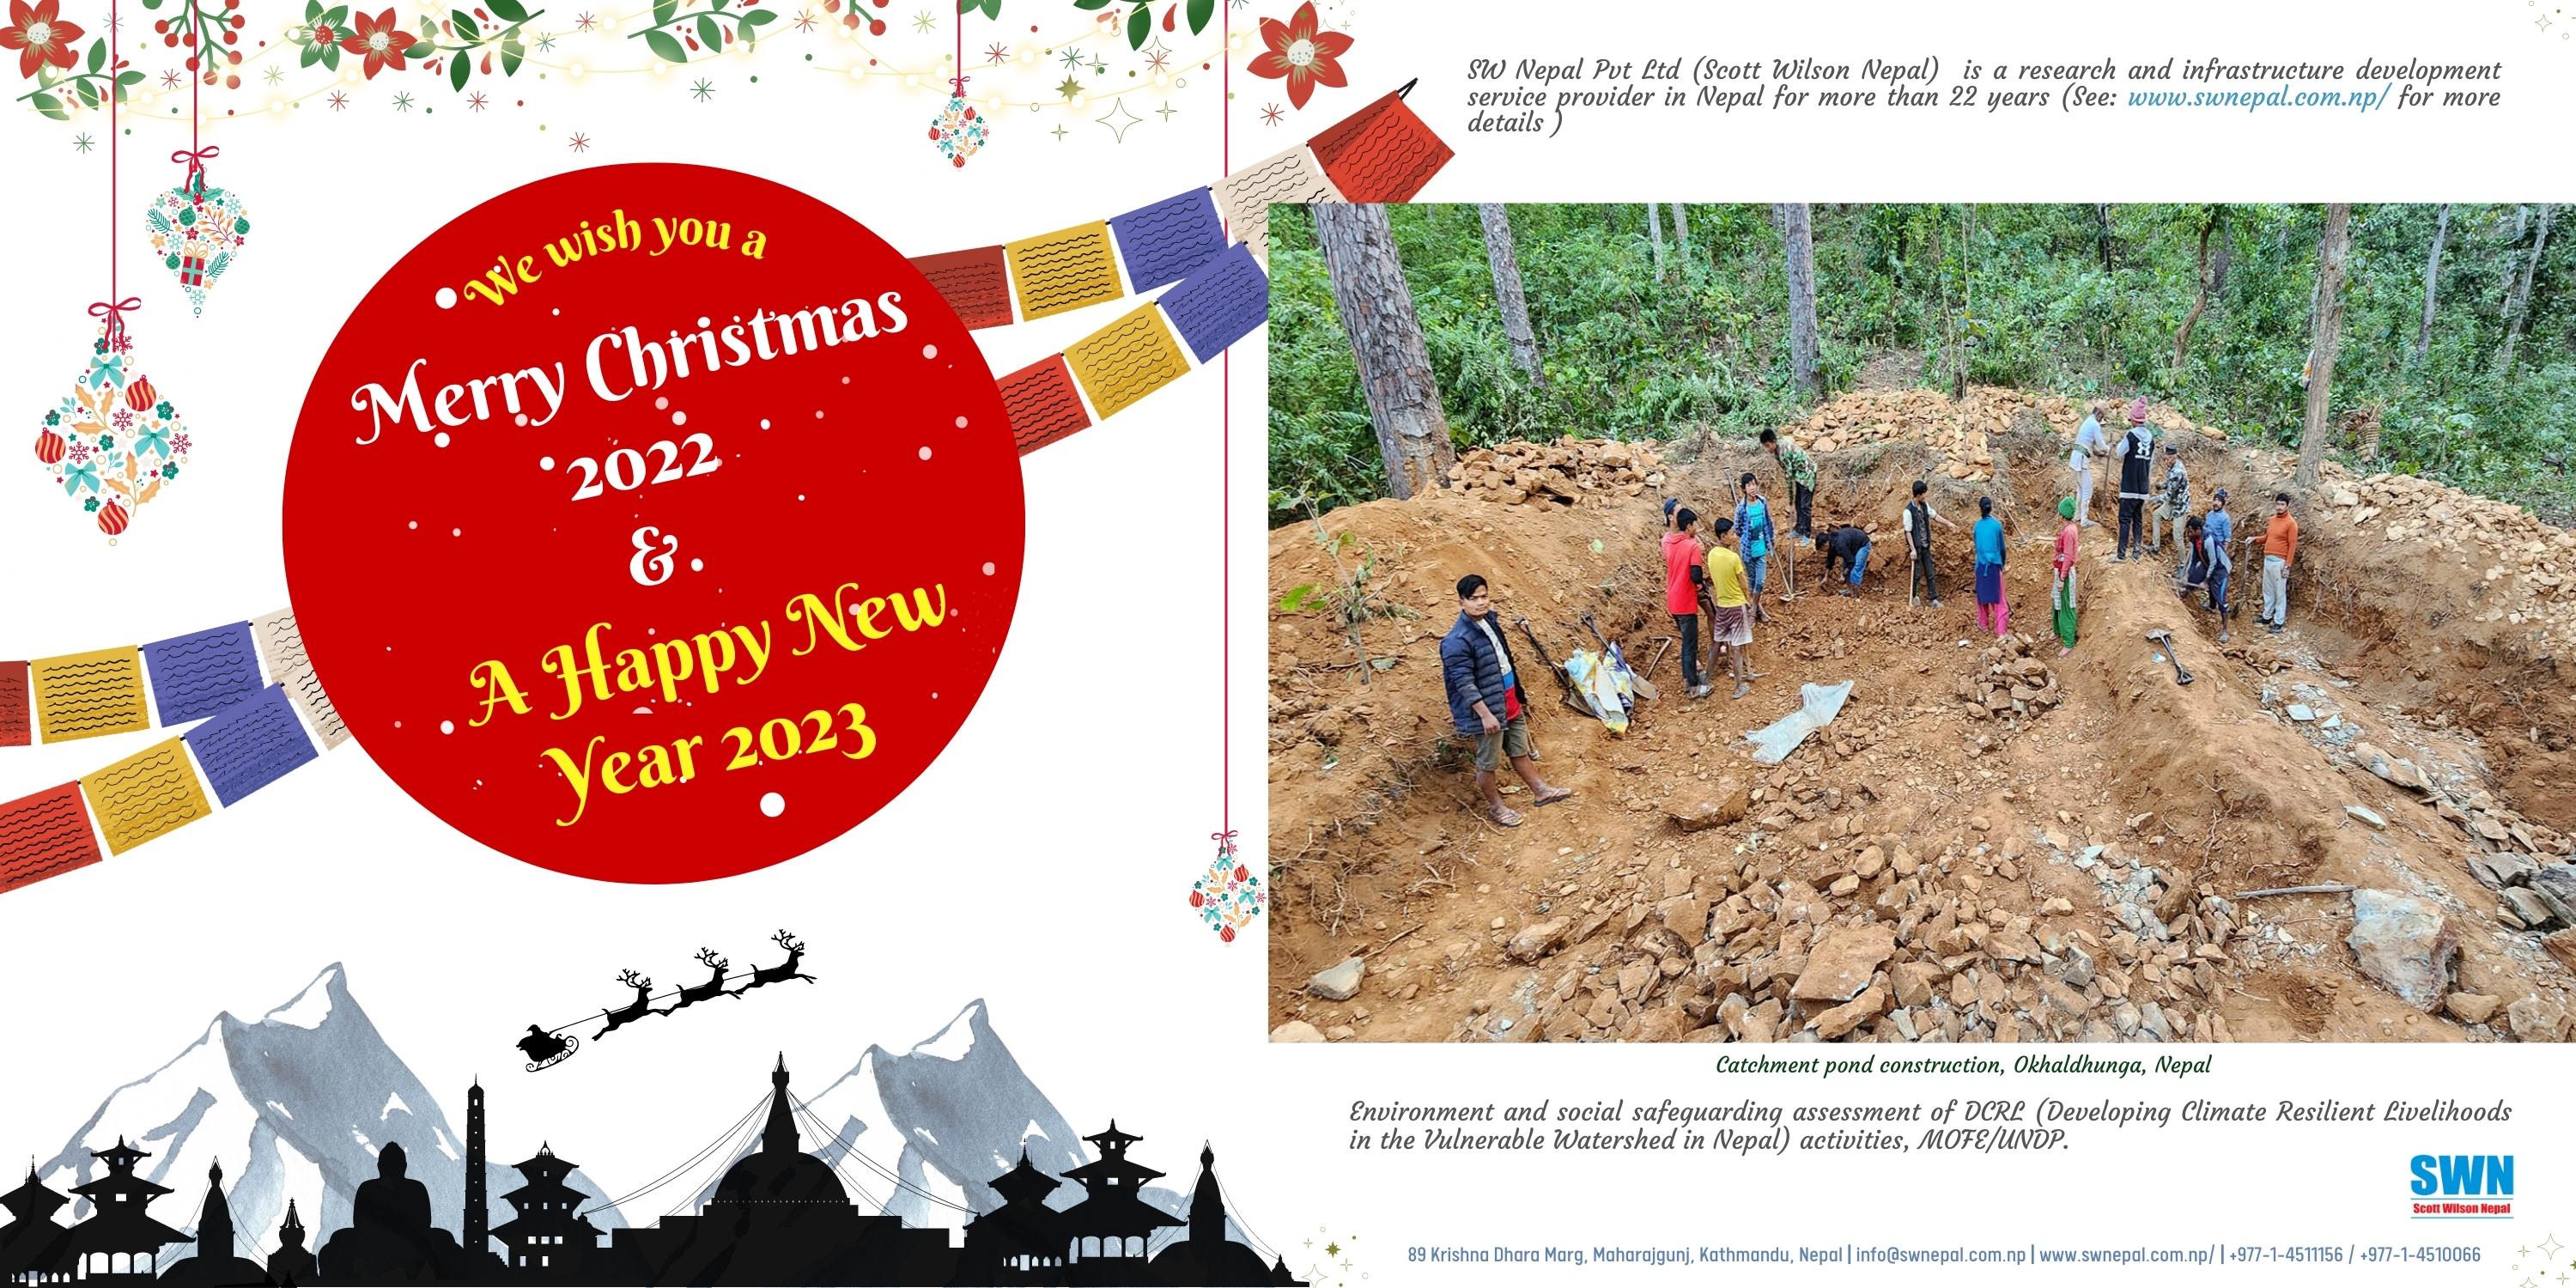 We wish you a
Merry Christmas
2022
&
A Happy New
Year 2023
SW Nepal Pvt Ltd (Scott Wilson Nepal) is a research and infrastructure development
service provider in Nepal for more than 22 years (See: www.swnepal.com.np/ for more
details )
Catchment pond construction, Okhaldhunga, Nepal
Environment and social safeguarding assessment of DCRL (Developing Climate Resilient Livelihoods
in the Vulnerable Watershed in Nepal) activities, MOFE/UNDP.
SWN
Scott Wilson Nepal
89 Krishna Dhara Marg, Maharajgunj, Kathmandu, Nepal | info@swnepal.com.np | www.swnepal.com.np/ | +977-1-4511156 / +977-1-4510066